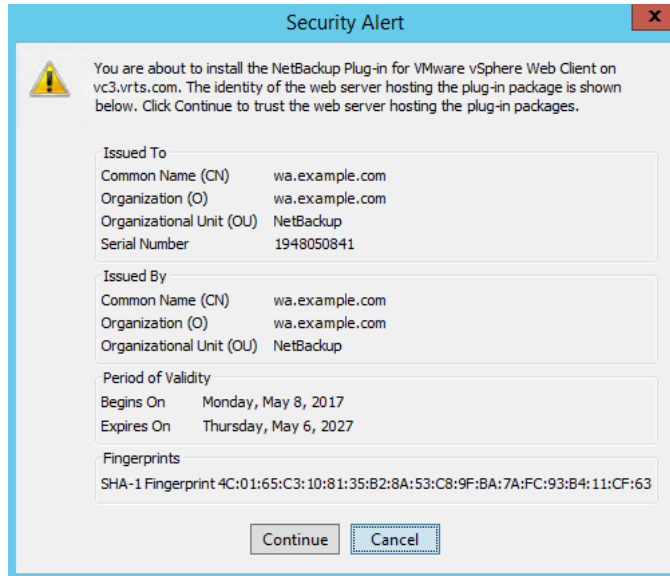 Security Alert
x
You are about to install the NetBackup Plug-in for VMware vSphere Web Client on
vc3.vrts.com. The identity of the web server hosting the plug-in package is shown
below. Click Continue to trust the web server hosting the plug-in packages.
Issued To
Common Name (CN) wa.example.com
Organization (O) wa.example.com
Organizational Unit (OU) NetBackup
Serial Number 1948050841
Issued By
Common Name (CN) wa.example.com
Organization (O) wa.example.com
Organizational Unit (OU) NetBackup
Period of Validity
Begins On Monday, May 8, 2017
Expires On Thursday, May 6, 2027
Fingerprints
SHA-1 Fingerprint 4C:01:65:C3:10:81:35:B2:8A:53:C8:9F:BA:7A:FC:93:B4:11:CF:63
Continue Cancel